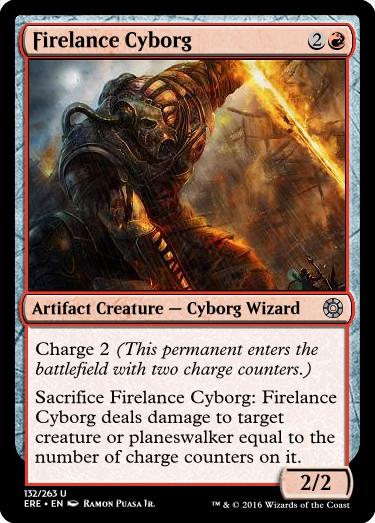 Firelance Cyborg 2
Artifact Creature — Cyborg Wizard
Charge 2 (This permanent enters the
battlefield with two charge counters.)
Sacrifice Firelance Cyborg: Firelance
Cyborg deals damage to target
creature or planeswalker equal to the
number of charge counters on it.
2/2
132/263 U
ERE • EN Ramon Puasa Jr.
™ & © 2016 Wizards of the Coast